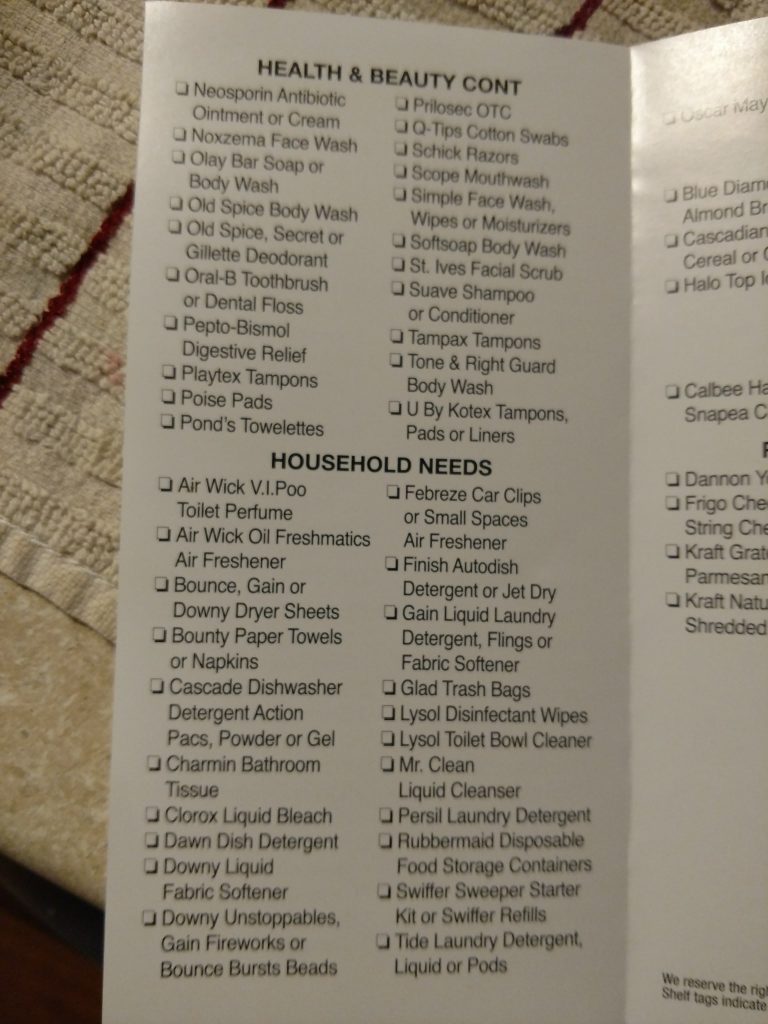 HEALTH & BEAUTY CONT
❏ Neosporin Antibiotic
Ointment or Cream
❏ Noxzema Face Wash
❏ Olay Bar Soap or
Body Wash
❏ Old Spice Body Wash
❏ Old Spice, Secret or
Gillette Deodorant
❏ Oral-B Toothbrush
or Dental Floss
❏ Pepto-Bismol
Digestive Relief
❏ Playtex Tampons
❏ Poise Pads
❏ Pond's Towelettes
❏ Prilosec OTC
❏ Q-Tips Cotton Swabs
❏ Schick Razors
❏ Scope Mouthwash
❏ Simple Face Wash,
Wipes or Moisturizers
❏ Softsoap Body Wash
❏ St. Ives Facial Scrub
❏ Suave Shampoo
or Conditioner
❏ Tampax Tampons
❏ Tone & Right Guard
Body Wash
❏ U By Kotex Tampons,
Pads or Liners
HOUSEHOLD NEEDS
❏ Air Wick V.I.Poo
Toilet Perfume
❏ Air Wick Oil Freshmatics
Air Freshener
❏ Bounce, Gain or
Downy Dryer Sheets
❏ Bounty Paper Towels
or Napkins
❏ Cascade Dishwasher
Detergent Action
Pacs, Powder or Gel
❏ Charmin Bathroom
Tissue
❏ Clorox Liquid Bleach
❏ Dawn Dish Detergent
❏ Downy Liquid
Fabric Softener
❏ Downy Unstoppables,
Gain Fireworks or
Bounce Bursts Beads
❏ Febreze Car Clips
or Small Spaces
Air Freshener
❏ Finish Autodish
Detergent or Jet Dry
❏ Gain Liquid Laundry
Detergent, Flings or
Fabric Softener
❏ Glad Trash Bags
❏ Lysol Disinfectant Wipes
❏ Lysol Toilet Bowl Cleaner
❏ Mr. Clean
Liquid Cleanser
❏ Persil Laundry Detergent
❏ Rubbermaid Disposable
Food Storage Containers
❏ Swiffer Sweeper Starter
Kit or Swiffer Refills
❏ Tide Laundry Detergent,
Liquid or Pods
❏ Oscar May
❏ Blue Diam
Almond Br
❏ Cascadian
Cereal or
❏ Halo Top
❏ Calbee Ha
Snapea C
❏ Dannon Y
❏ Frigo Che
String Che
❏ Kraft Grat
Parmesan
❏ Kraft Natu
Shredded
We reserve the rig
Shelf tags indicate